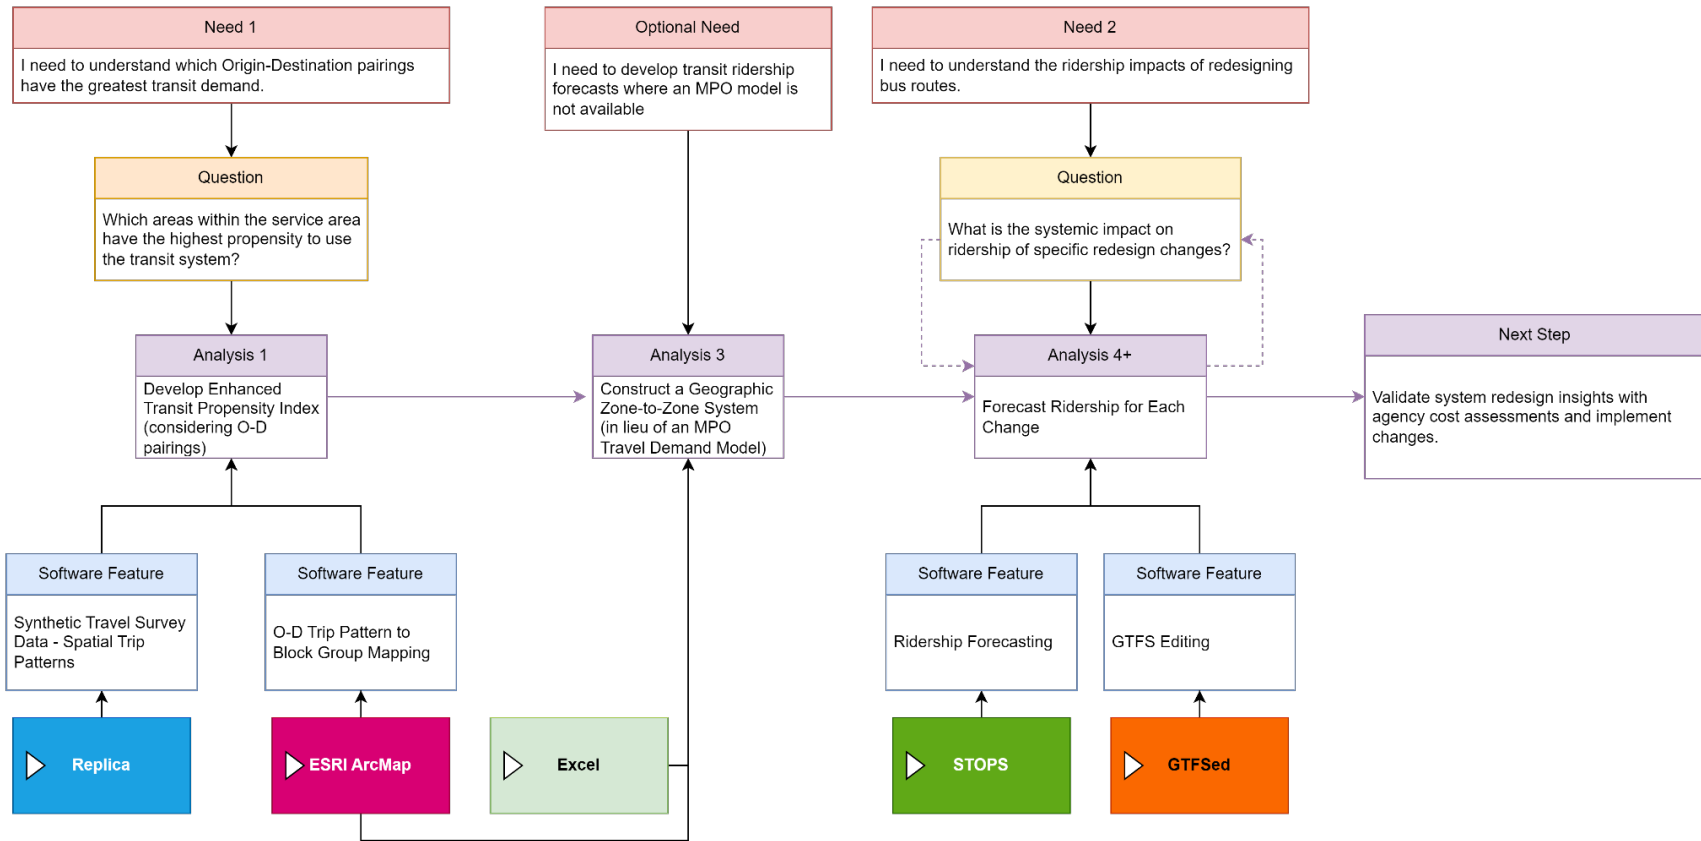 Need 1
I need to understand which Origin-Destination pairings
have the greatest transit demand.
Optional Need
I need to develop transit ridership
forecasts where an MPO model is
not available
Need 2
I need to understand the ridership impacts of redesigning
bus routes.
Question
Which areas within the service area
have the highest propensity to use
the transit system?
Question
What is the systemic impact on
ridership of specific redesign changes?
Analysis 1
Develop Enhanced
Transit Propensity Index
(considering O-D
pairings)
Analysis 3
Construct a Geographic
Zone-to-Zone System
(in lieu of an MPO
Travel Demand Model)
Analysis 4+
Forecast Ridership for Each
Change
Next Step
Validate system redesign insights with
agency cost assessments and implement
changes.
Software Feature
Synthetic Travel Survey
Data - Spatial Trip
Patterns
Software Feature
O-D Trip Pattern to
Block Group Mapping
Software Feature
Ridership Forecasting
Software Feature
GTFS Editing
Replica
ESRI ArcMap
Excel
STOPS
GTFSed